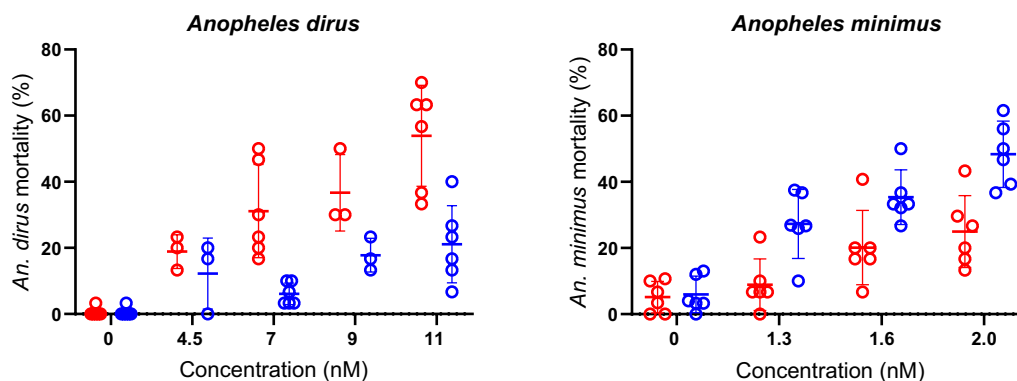 Anopheles dirus
An. dirus mortality (%)
80
60
40
20
0
0 4.5 7 9 11
Concentration (nM)
Anopheles minimus
An. minimus mortality (%)
80
60
40
20
0
0 1.3 1.6 2.0
Concentration (nM)